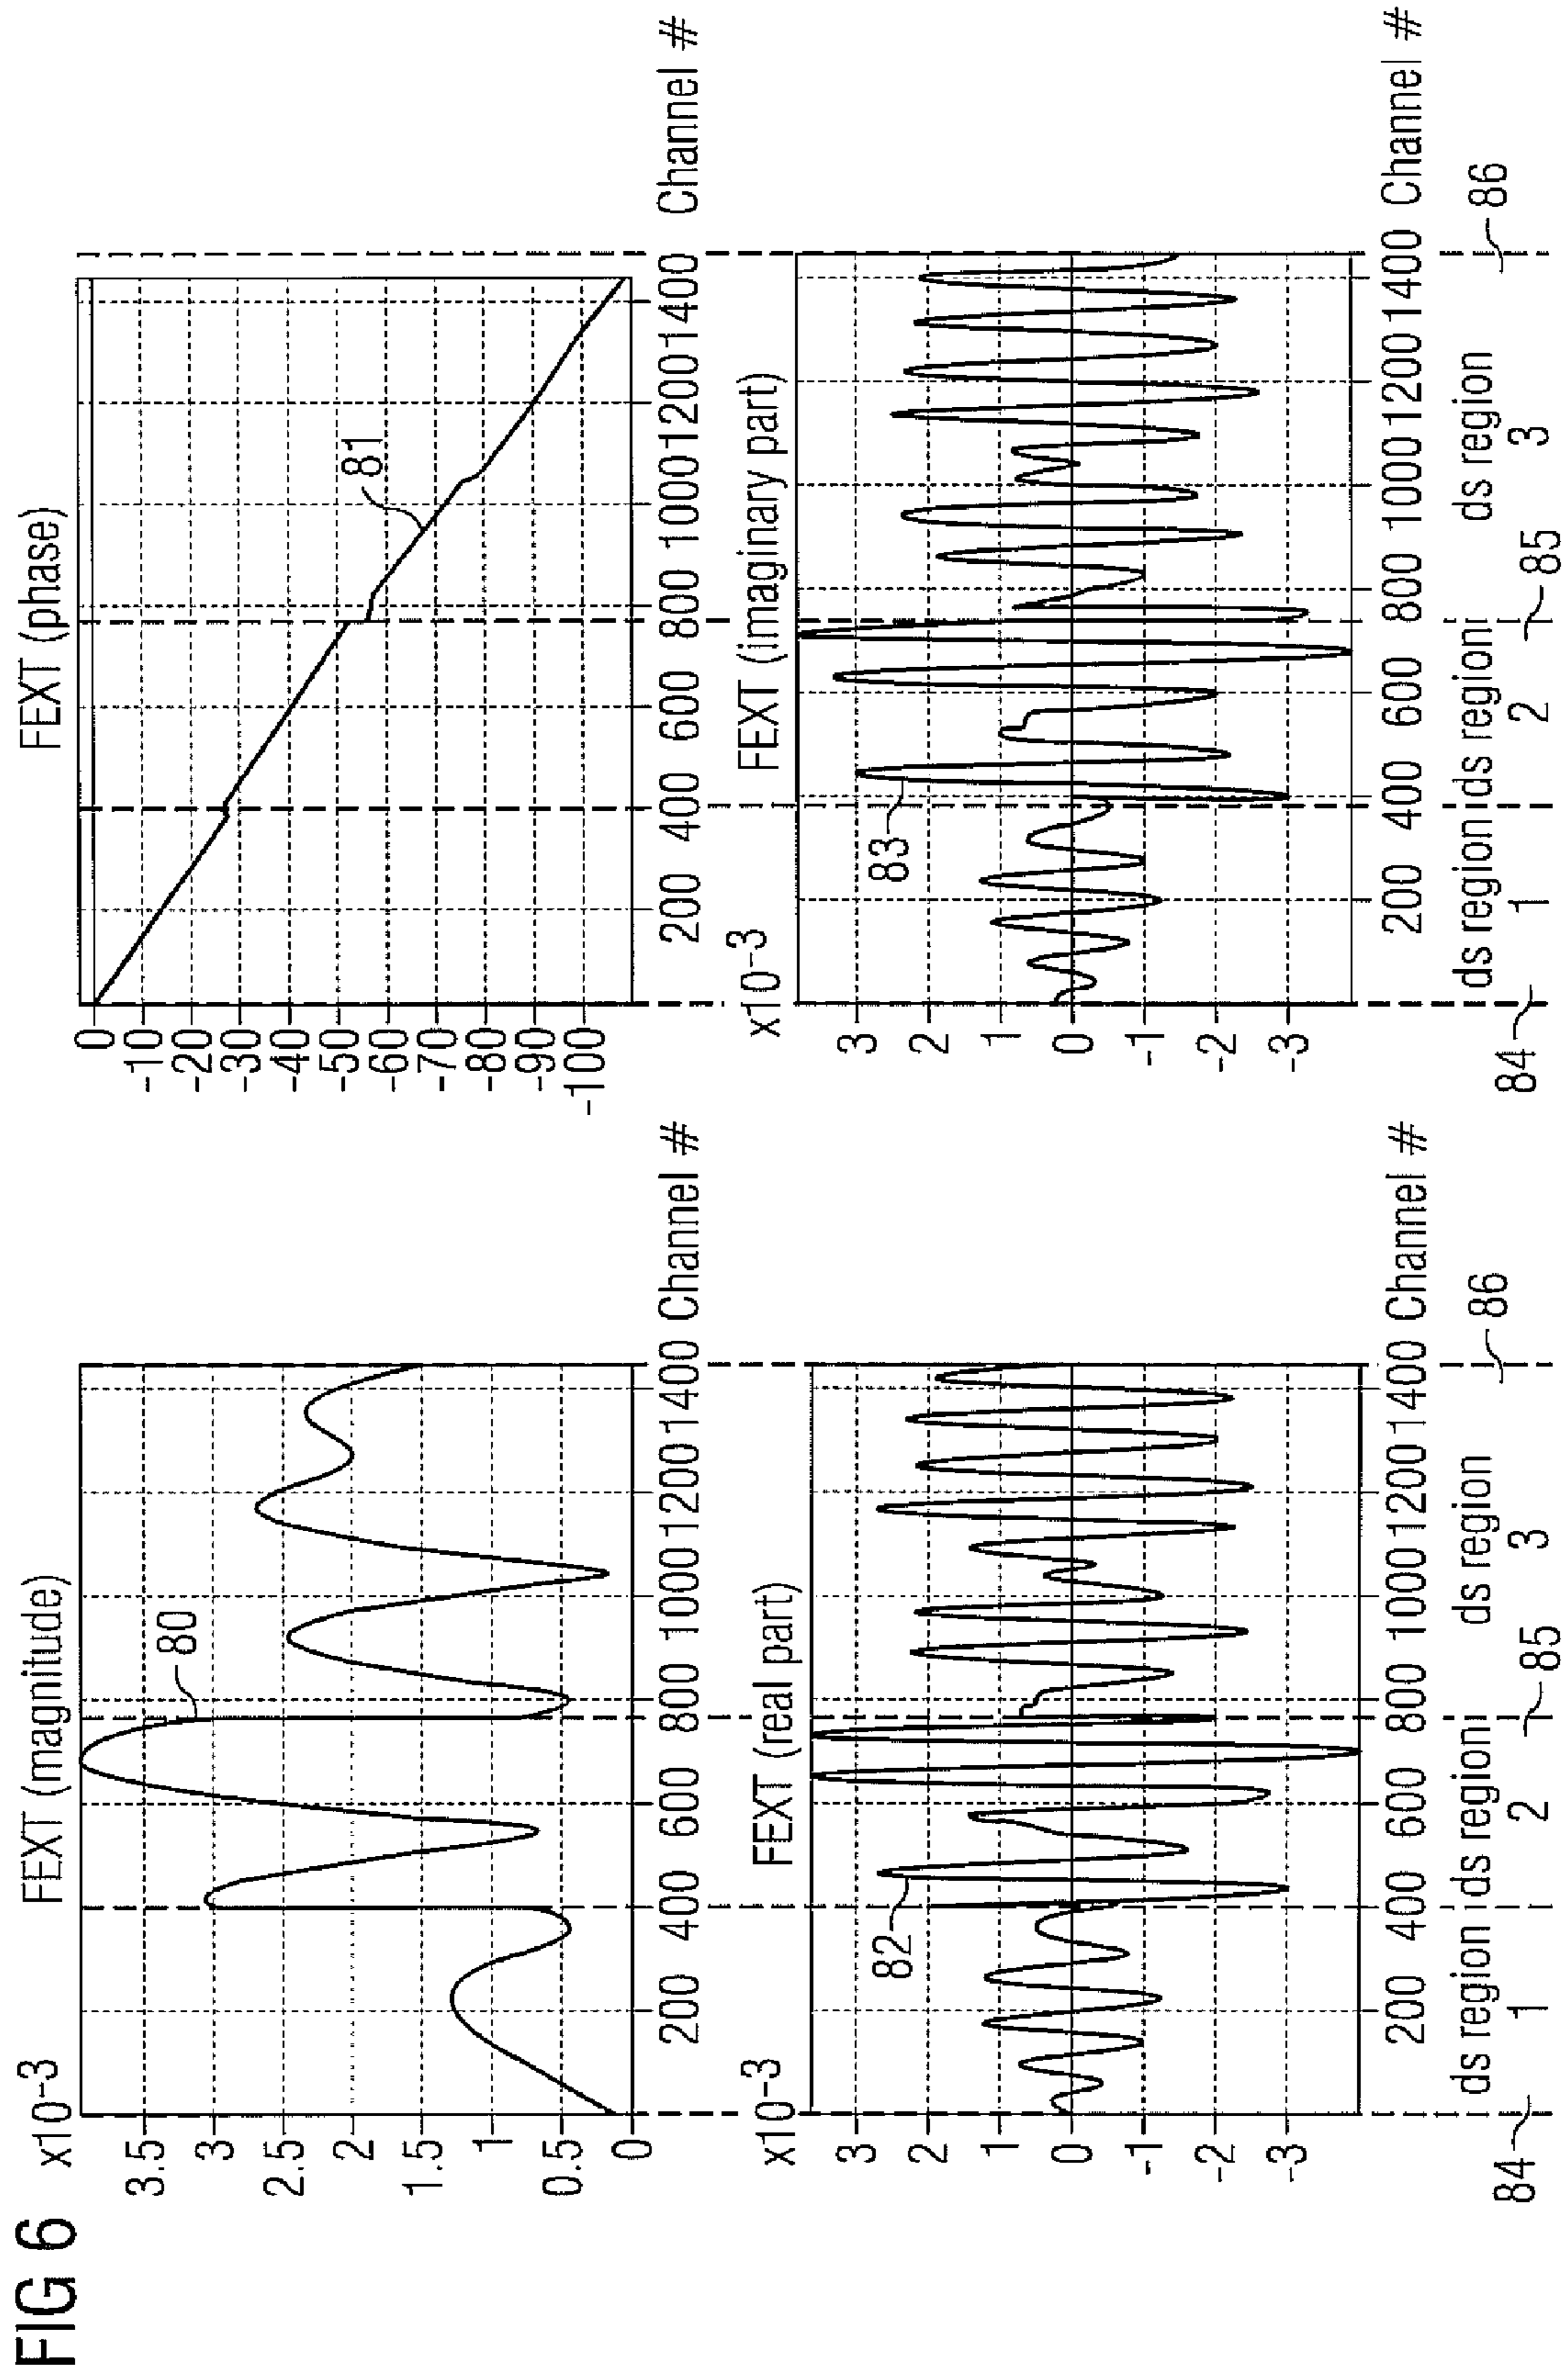 FIG 6
FEXT (magnitude)
x10-3
3.5
3
2.5
2
1.5
1
0.5
0
80
200 400 600 800 1000 1200 1400 Channel #
FEXT (phase)
0
-10
-20
-30
-40
-50
-60
-70
-80
-90
-100
81
200 400 600 800 1000 1200 1400 Channel #
FEXT (real part)
x10-3
3
2
1
0
-1
-2
-3
82
200 400 600 800 1000 1200 1400 Channel #
ds region ds region ds region
1 2 3
84 85 86
FEXT (imaginary part)
x10-3
3
2
1
0
-1
-2
-3
83
200 400 600 800 1000 1200 1400 Channel #
ds region ds region ds region
1 2 3
84 85 86